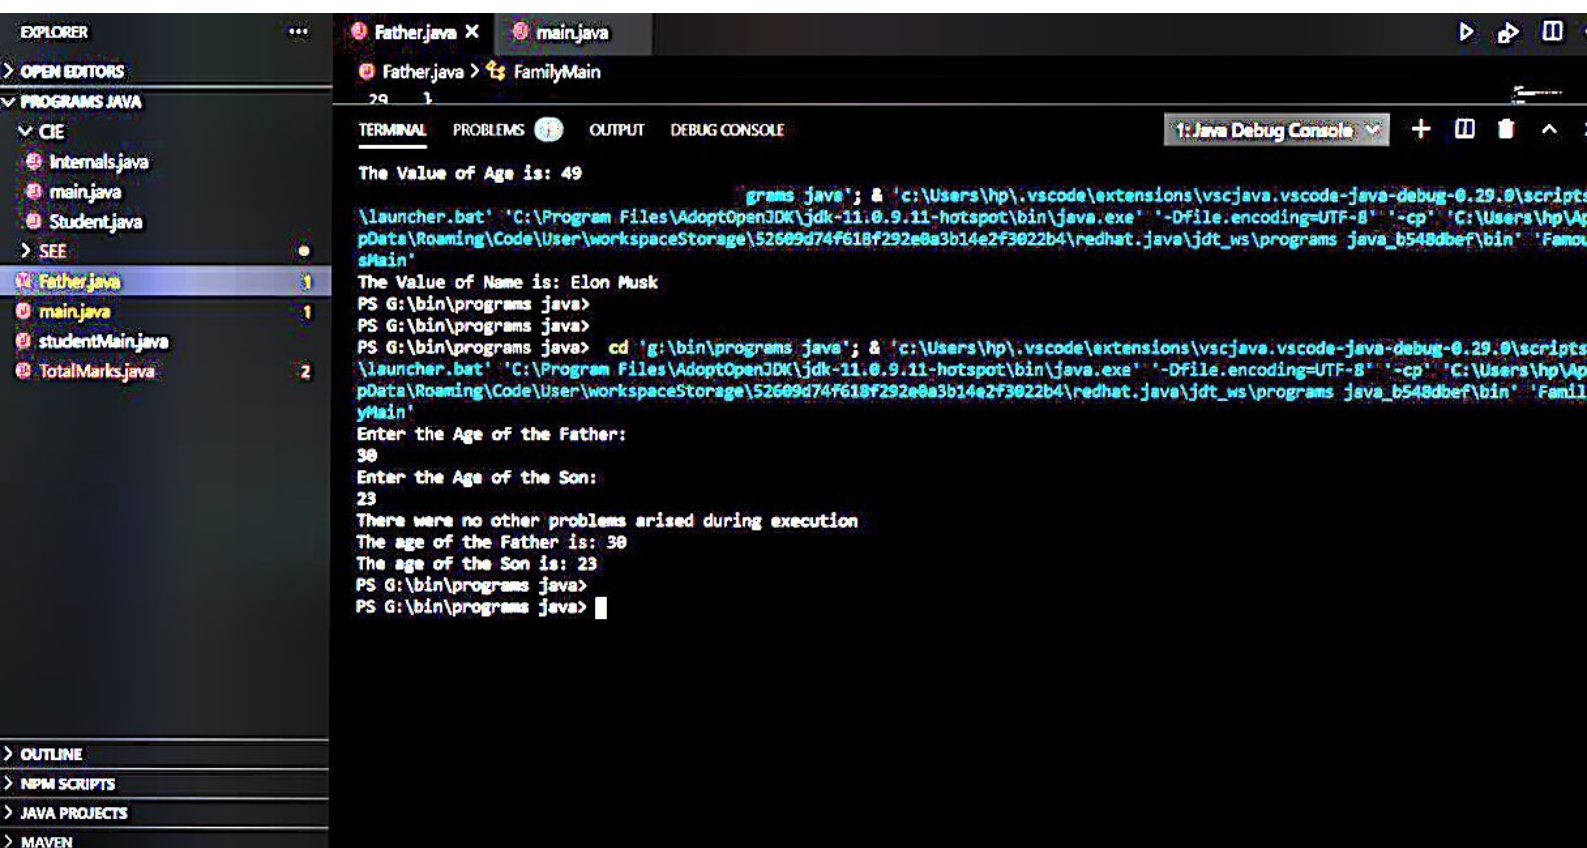 EXPLORER ...
OPEN EDITORS
PROGRAMS JAVA
CIE
Internals.java
main.java
Student.java
SEE
Father.java 1
main.java 1
studentMain.java
TotalMarks.java 2
OUTLINE
NPM SCRIPTS
JAVA PROJECTS
MAVEN
Father.java main.java
Father.java > FamilyMain
29 }
TERMINAL PROBLEMS OUTPUT DEBUG CONSOLE 1: Java Debug Console
The Value of Age is: 49
grams java'; & 'c:\Users\hp\.vscode\extensions\vscjava.vscode-java-debug-0.29.0\scripts
\launcher.bat' 'C:\Program Files\AdoptOpenJDK\jdk-11.0.9.11-hotspot\bin\java.exe' '-Dfile.encoding=UTF-8' '-cp' 'C:\Users\hp\Ap
pData\Roaming\Code\User\workspaceStorage\52609d74f618f292e0a3b14e2f3022b4\redhat.java\jdt_ws\programs java_b548dbef\bin' 'Famou
sMain'
The Value of Name is: Elon Musk
PS G:\bin\programs java>
PS G:\bin\programs java>
PS G:\bin\programs java> cd 'g:\bin\programs java'; & 'c:\Users\hp\.vscode\extensions\vscjava.vscode-java-debug-0.29.0\scripts
\launcher.bat' 'C:\Program Files\AdoptOpenJDK\jdk-11.0.9.11-hotspot\bin\java.exe' '-Dfile.encoding=UTF-8' '-cp' 'C:\Users\hp\Ap
pData\Roaming\Code\User\workspaceStorage\52609d74f618f292e0a3b14e2f3022b4\redhat.java\jdt_ws\programs java_b548dbef\bin' 'Famil
yMain'
Enter the Age of the Father:
30
Enter the Age of the Son:
23
There were no other problems arised during execution
The age of the Father is: 30
The age of the Son is: 23
PS G:\bin\programs java>
PS G:\bin\programs java>